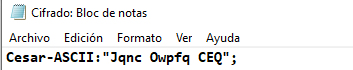 Cifrado: Bloc de notas
Archivo Edición Formato Ver Ayuda
Cesar-ASCII:"Jqnc Owpfq CEQ";